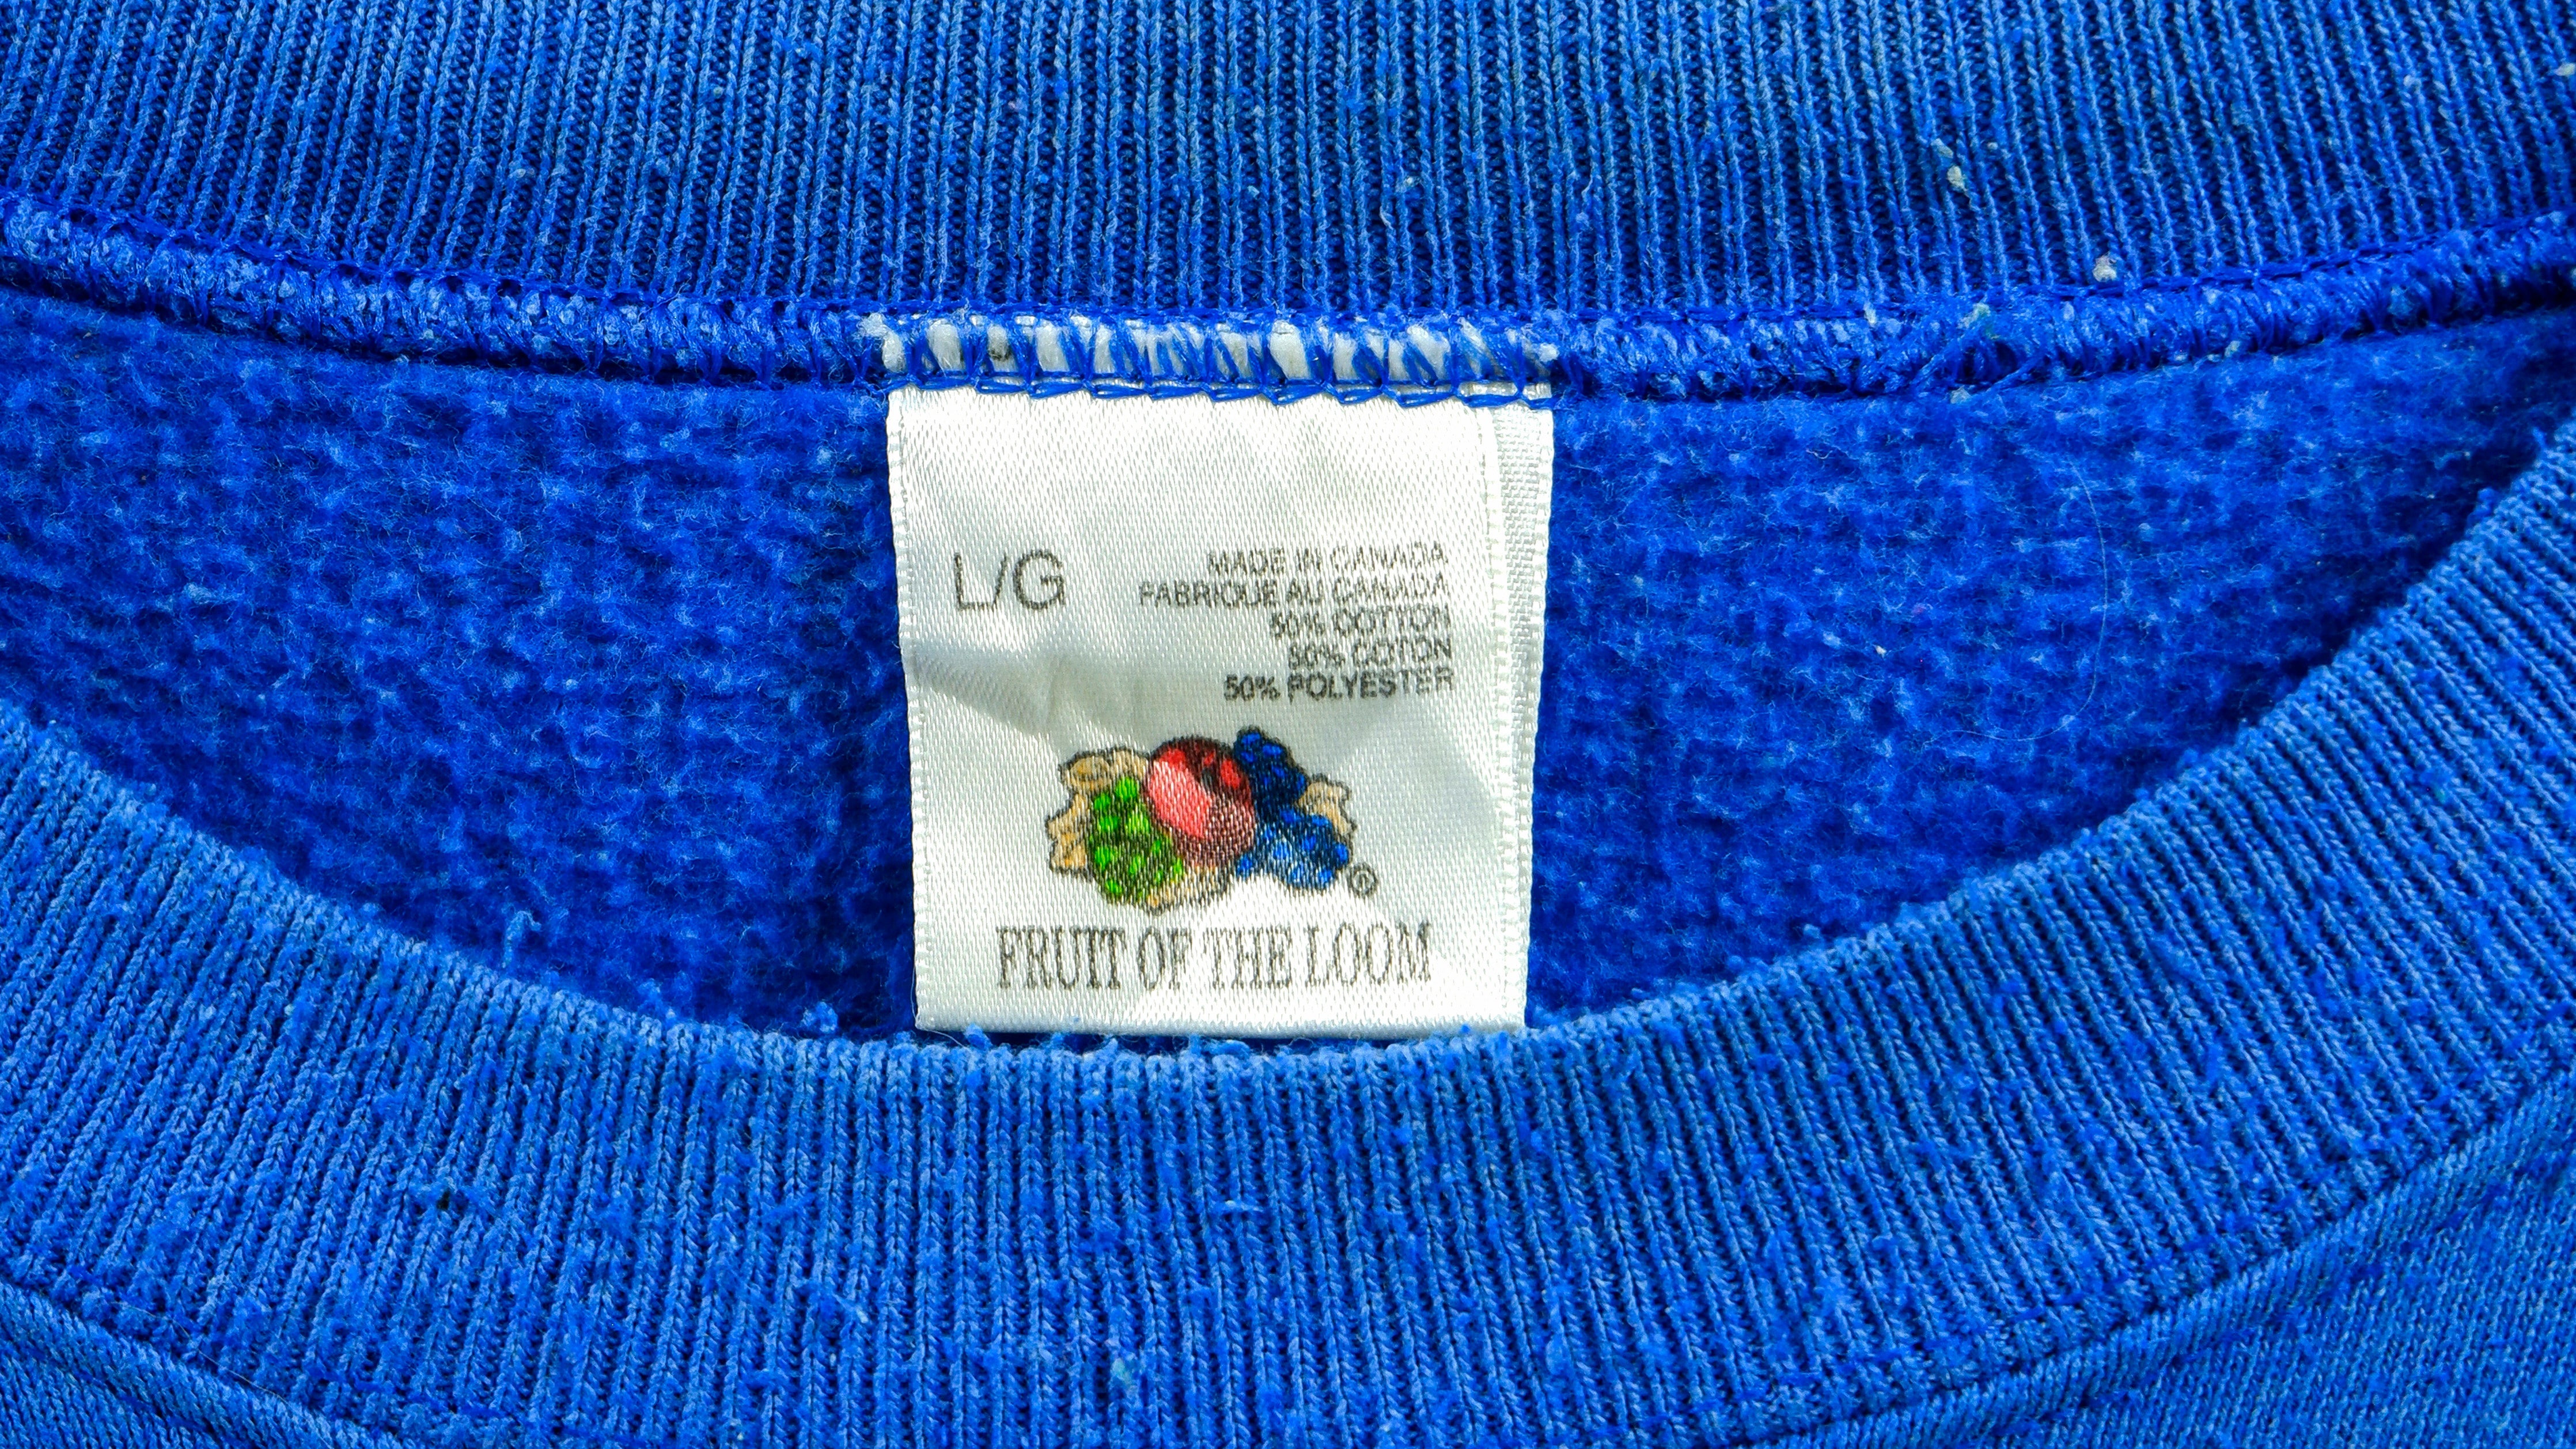 L/G
MADE IN CANADA
FABRIQUE AU CANADA
50% COTTON
50% COTON
50% POLYESTER
®
FRUIT OF THE LOOM